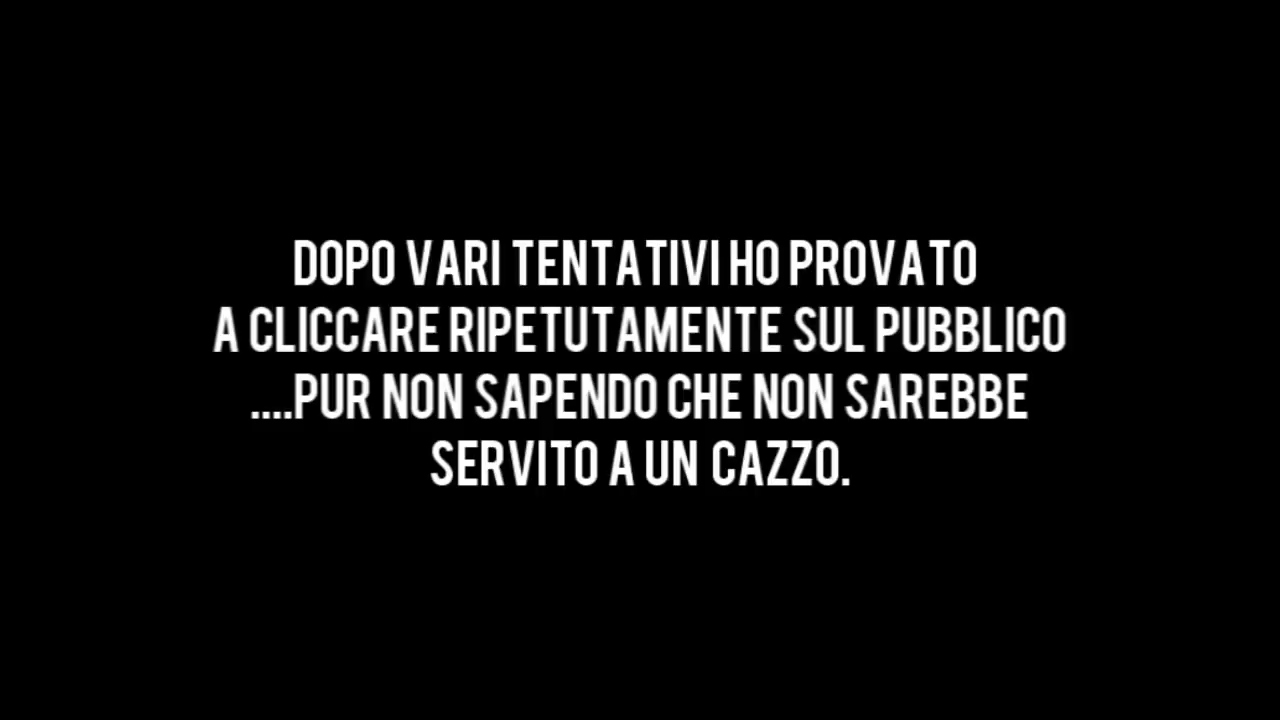 DOPO VARI TENTATIVI HO PROVATO
A CLICCARE RIPETUTAMENTE SUL PUBBLICO
....PUR NON SAPENDO CHE NON SAREBBE
SERVITO A UN CAZZO.